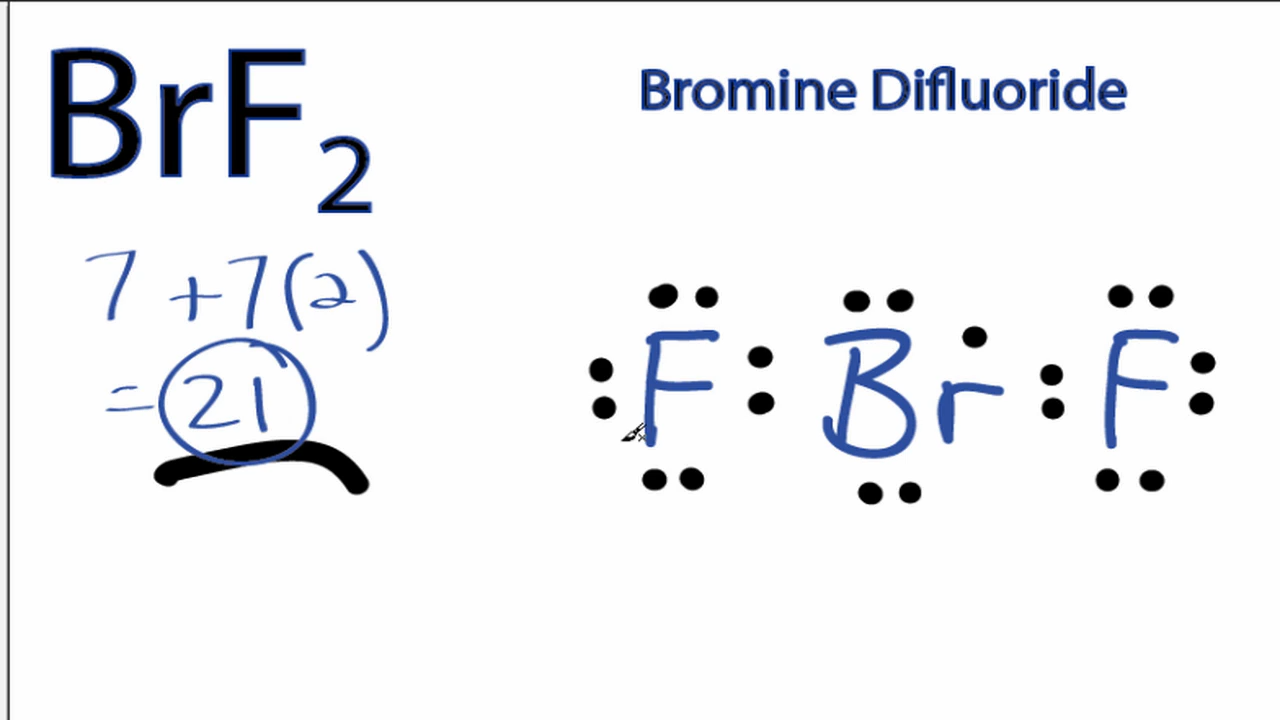 BrF2
Bromine Difluoride
7 + 7(2)
= 21
F Br F